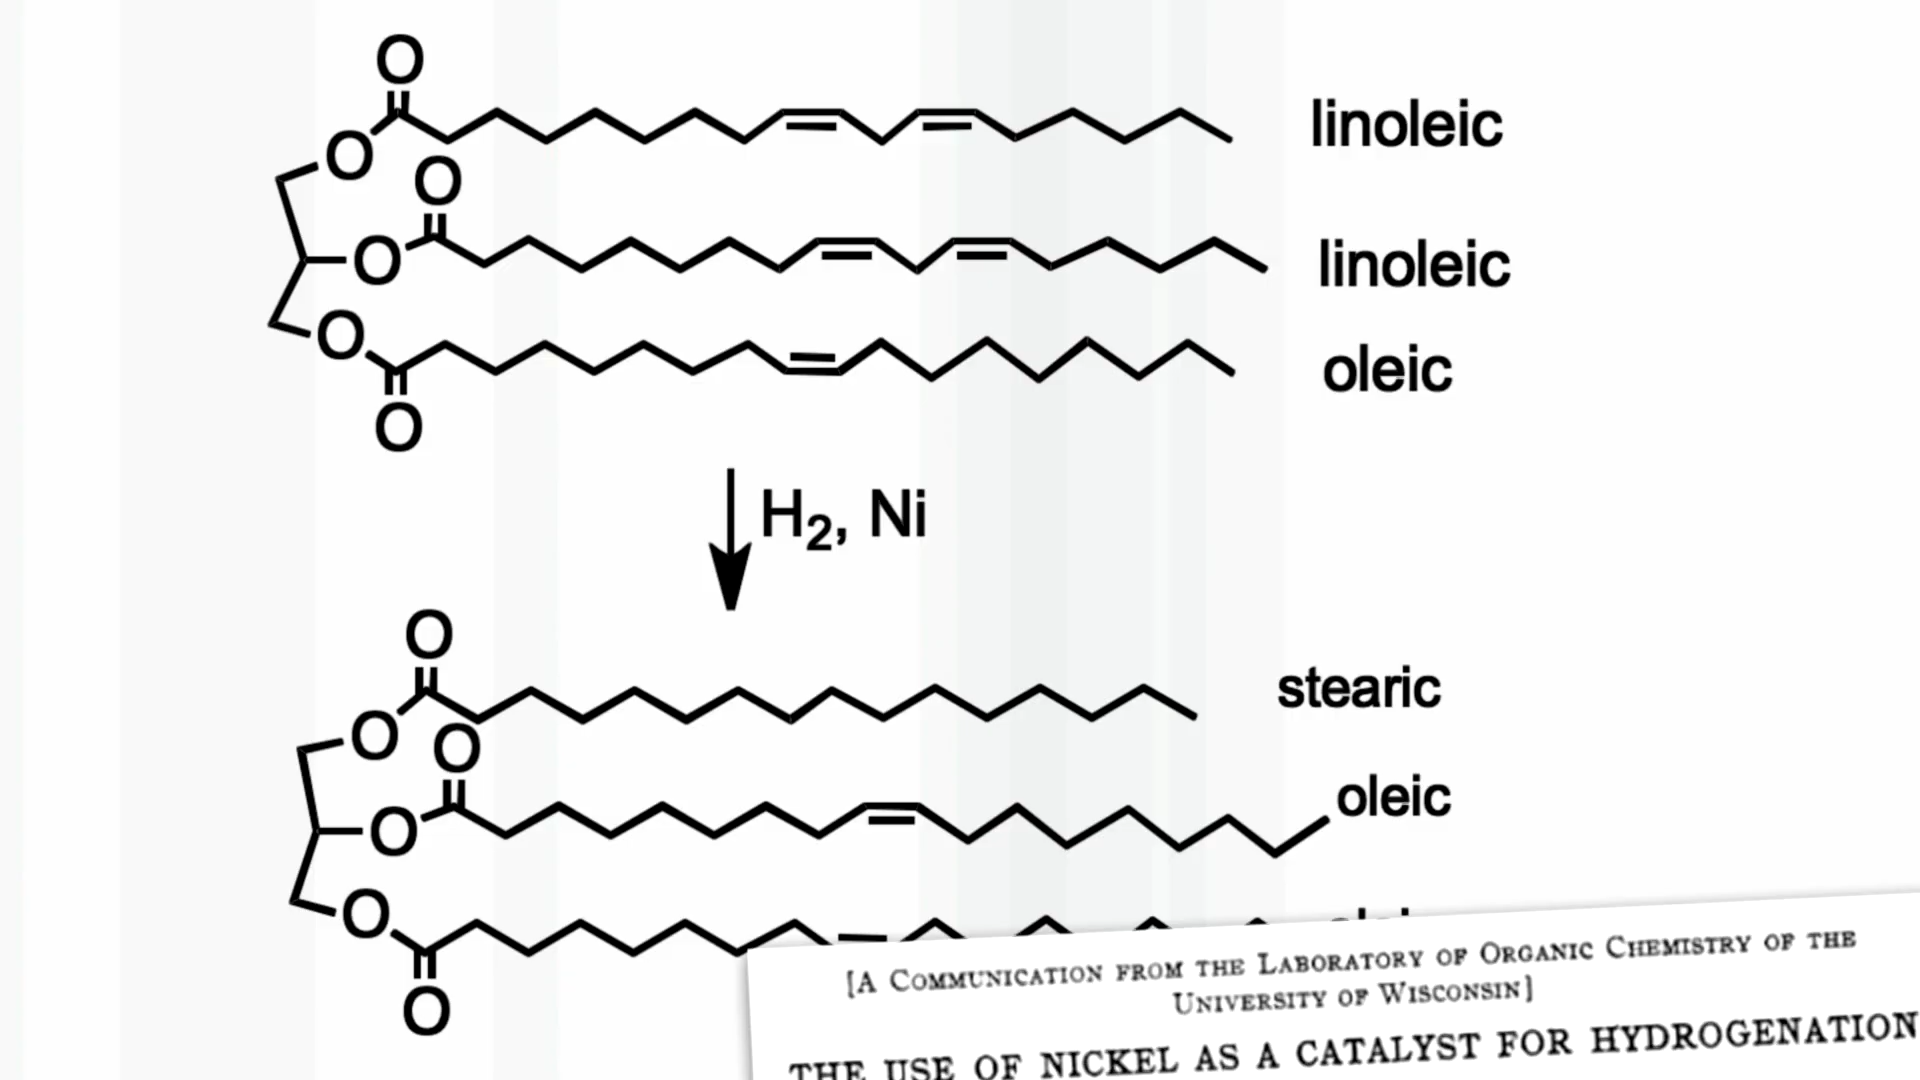 O
O
linoleic
O
O
linoleic
O
oleic
O
H2, Ni
O
stearic
O
O
oleic
O
O
O
[A COMMUNICATION FROM THE LABORATORY OF ORGANIC CHEMISTRY OF THE
UNIVERSITY OF WISCONSIN]
THE USE OF NICKEL AS A CATALYST FOR HYDROGENATION